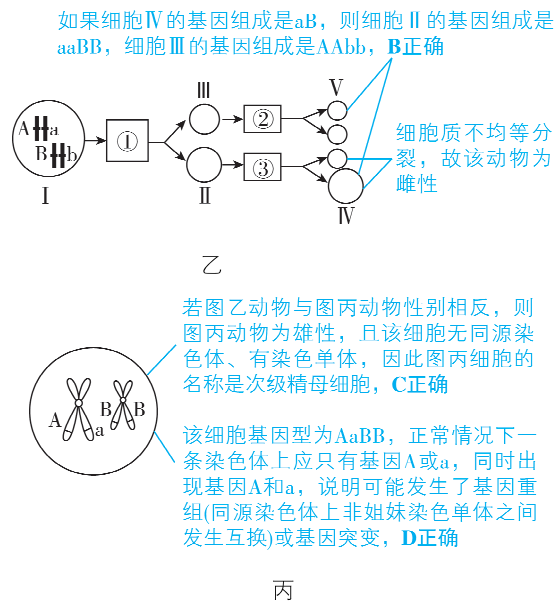 如果细胞Ⅳ的基因组成是aB，则细胞Ⅱ的基因组成是
aaBB，细胞Ⅲ的基因组成是AAbb，B正确
Ⅲ
Ⅴ
A a
B b
Ⅰ
①
②
③
Ⅱ
Ⅳ
细胞质不均等分
裂，故该动物为
雌性
乙
若图乙动物与图丙动物性别相反，则
图丙动物为雄性，且该细胞无同源染
色体、有染色单体，因此图丙细胞的
名称是次级精母细胞，C正确
A a B B
该细胞基因型为AaBB，正常情况下一
条染色体上应只有基因A或a，同时出
现基因A和a，说明可能发生了基因重
组(同源染色体上非姐妹染色单体之间
发生互换)或基因突变，D正确
丙